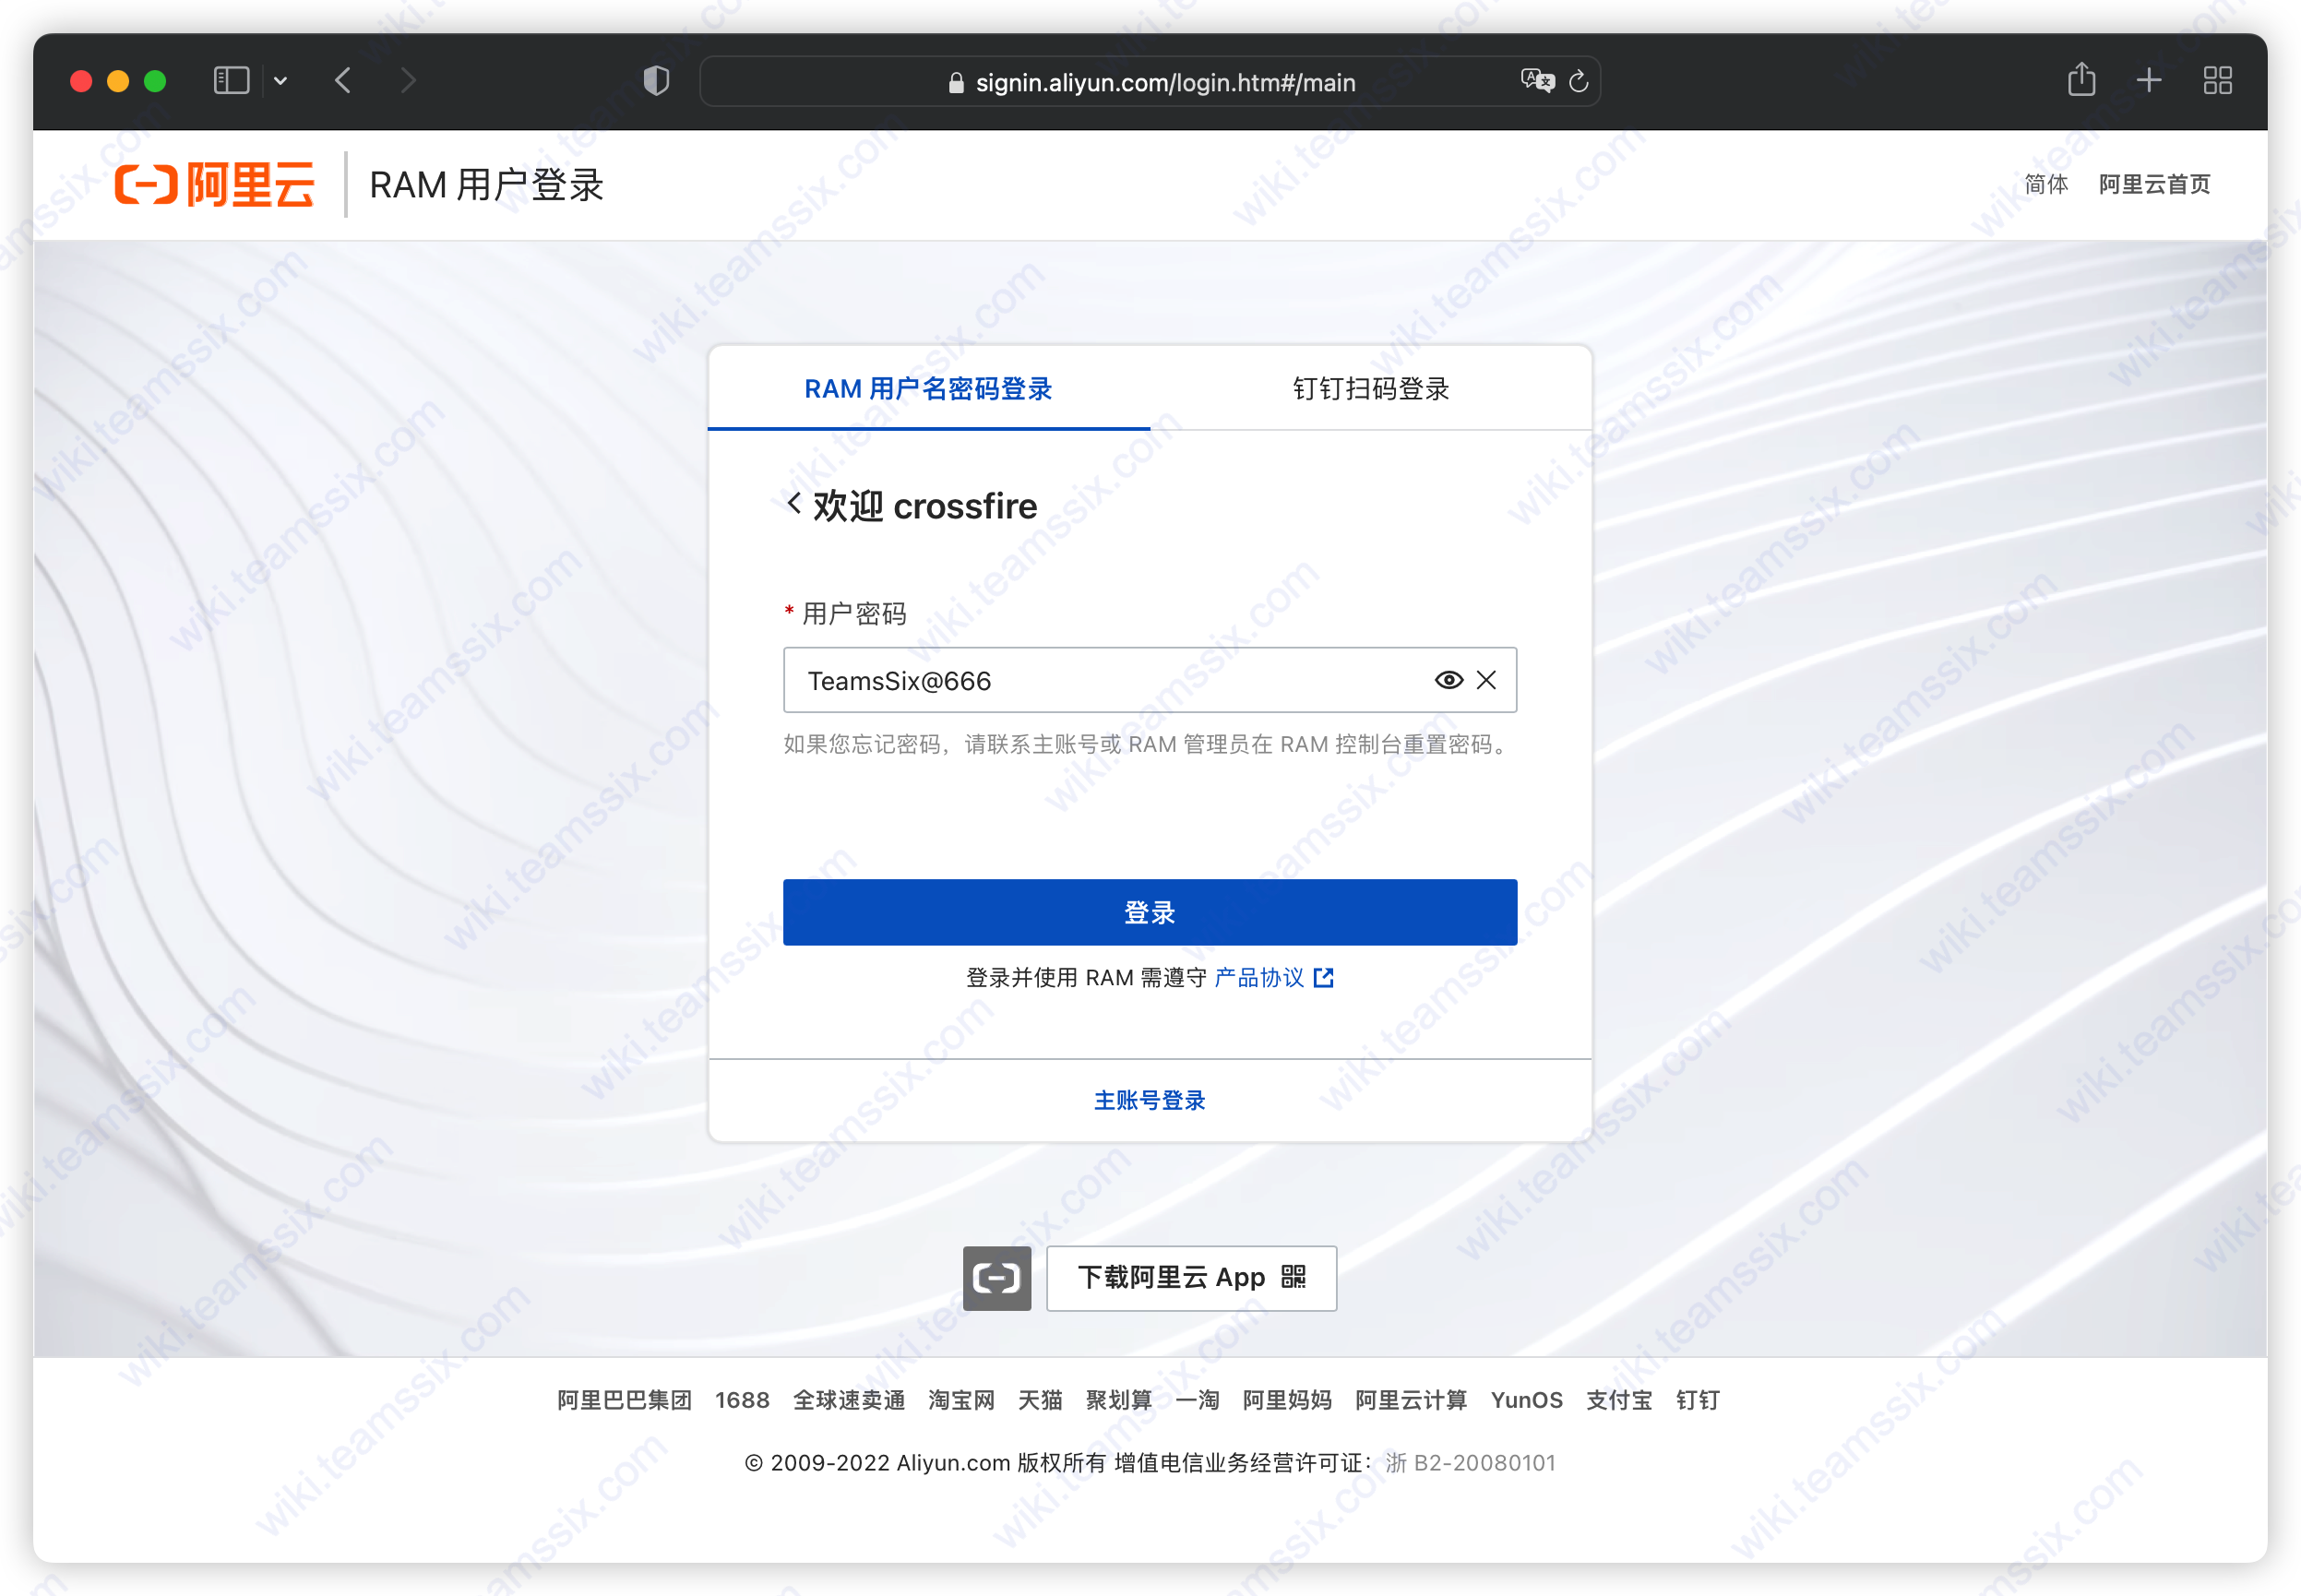 signin.aliyun.com/login.htm#/main
阿里云 RAM 用户登录
简体 阿里云首页
RAM 用户名密码登录 钉钉扫码登录
欢迎 crossfire
* 用户密码
TeamsSix@666
如果您忘记密码，请联系主账号或 RAM 管理员在 RAM 控制台重置密码。
登录
登录并使用 RAM 需遵守 产品协议
主账号登录
下载阿里云 App
阿里巴巴集团 1688 全球速卖通 淘宝网 天猫 聚划算 一淘 阿里妈妈 阿里云计算 YunOS 支付宝 钉钉
© 2009-2022 Aliyun.com 版权所有 增值电信业务经营许可证： 浙 B2-20080101
wiki.teamssix.com